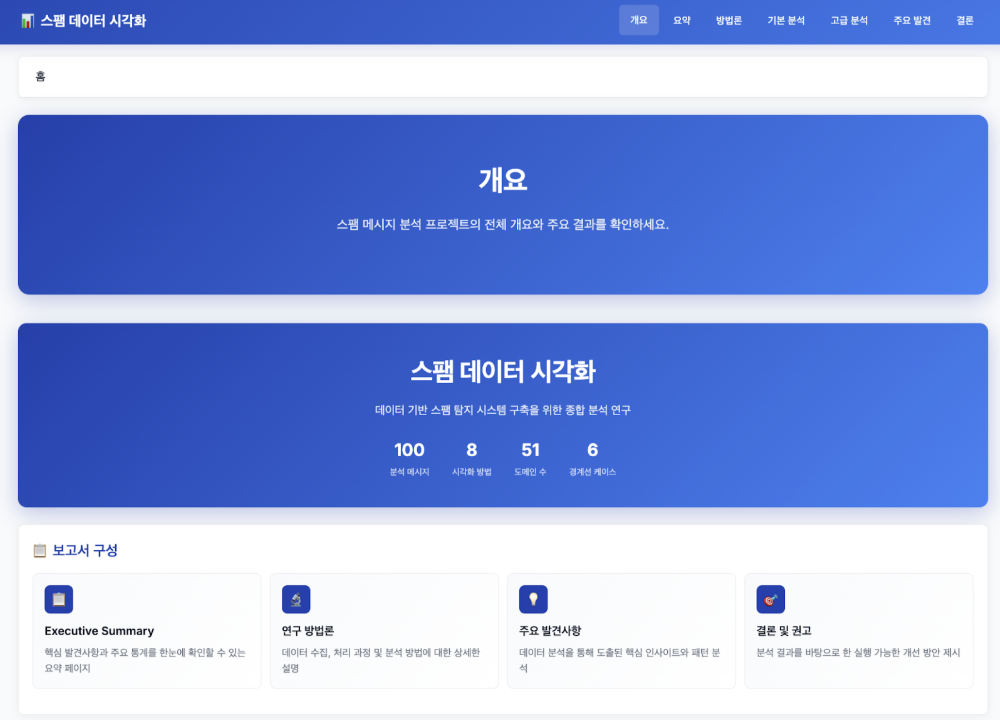 📊 스팸 데이터 시각화
개요 요약 방법론 기본 분석 고급 분석 주요 발견 결론
홈
개요
스팸 메시지 분석 프로젝트의 전체 개요와 주요 결과를 확인하세요.
스팸 데이터 시각화
데이터 기반 스팸 탐지 시스템 구축을 위한 종합 분석 연구
100 8 51 6
분석 메시지 시각화 방법 도메인 수 경계선 케이스
📋 보고서 구성
Executive Summary
핵심 발견사항과 주요 통계를 한눈에 확인할 수 있는
요약 페이지
연구 방법론
데이터 수집, 처리 과정 및 분석 방법에 대한 상세한
설명
주요 발견사항
데이터 분석을 통해 도출된 핵심 인사이트와 패턴 분
석
결론 및 권고
분석 결과를 바탕으로 한 실행 가능한 개선 방안 제시